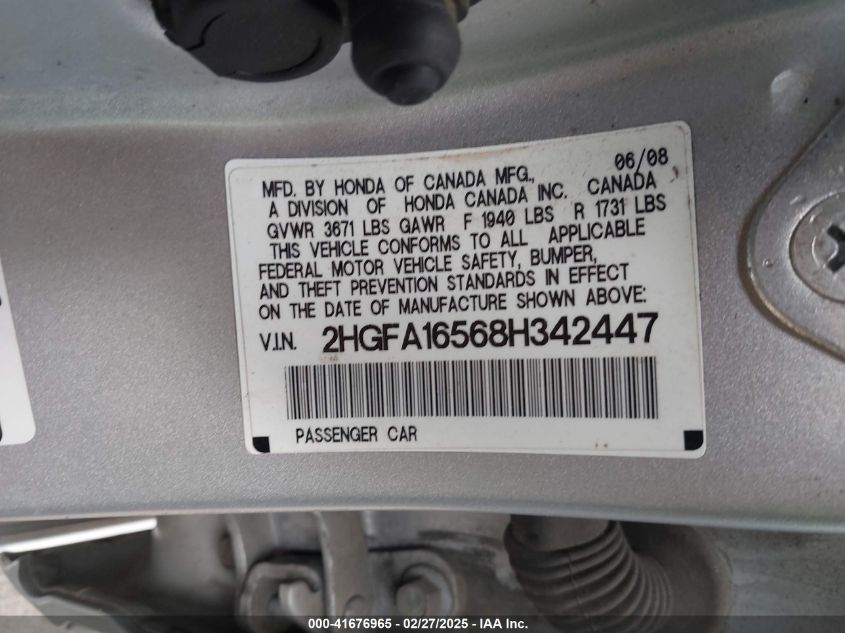 06/08
MFD. BY HONDA OF CANADA MFG.,
A DIVISION OF HONDA CANADA INC. CANADA
GVWR 3671 LBS GAWR F 1940 LBS R 1731 LBS
THIS VEHICLE CONFORMS TO ALL APPLICABLE
FEDERAL MOTOR VEHICLE SAFETY, BUMPER,
AND THEFT PREVENTION STANDARDS IN EFFECT
ON THE DATE OF MANUFACTURE SHOWN ABOVE:
V.I.N. 2HGFA16568H342447
PASSENGER CAR
000-41676965 - 02/27/2025 - IAAI Inc.